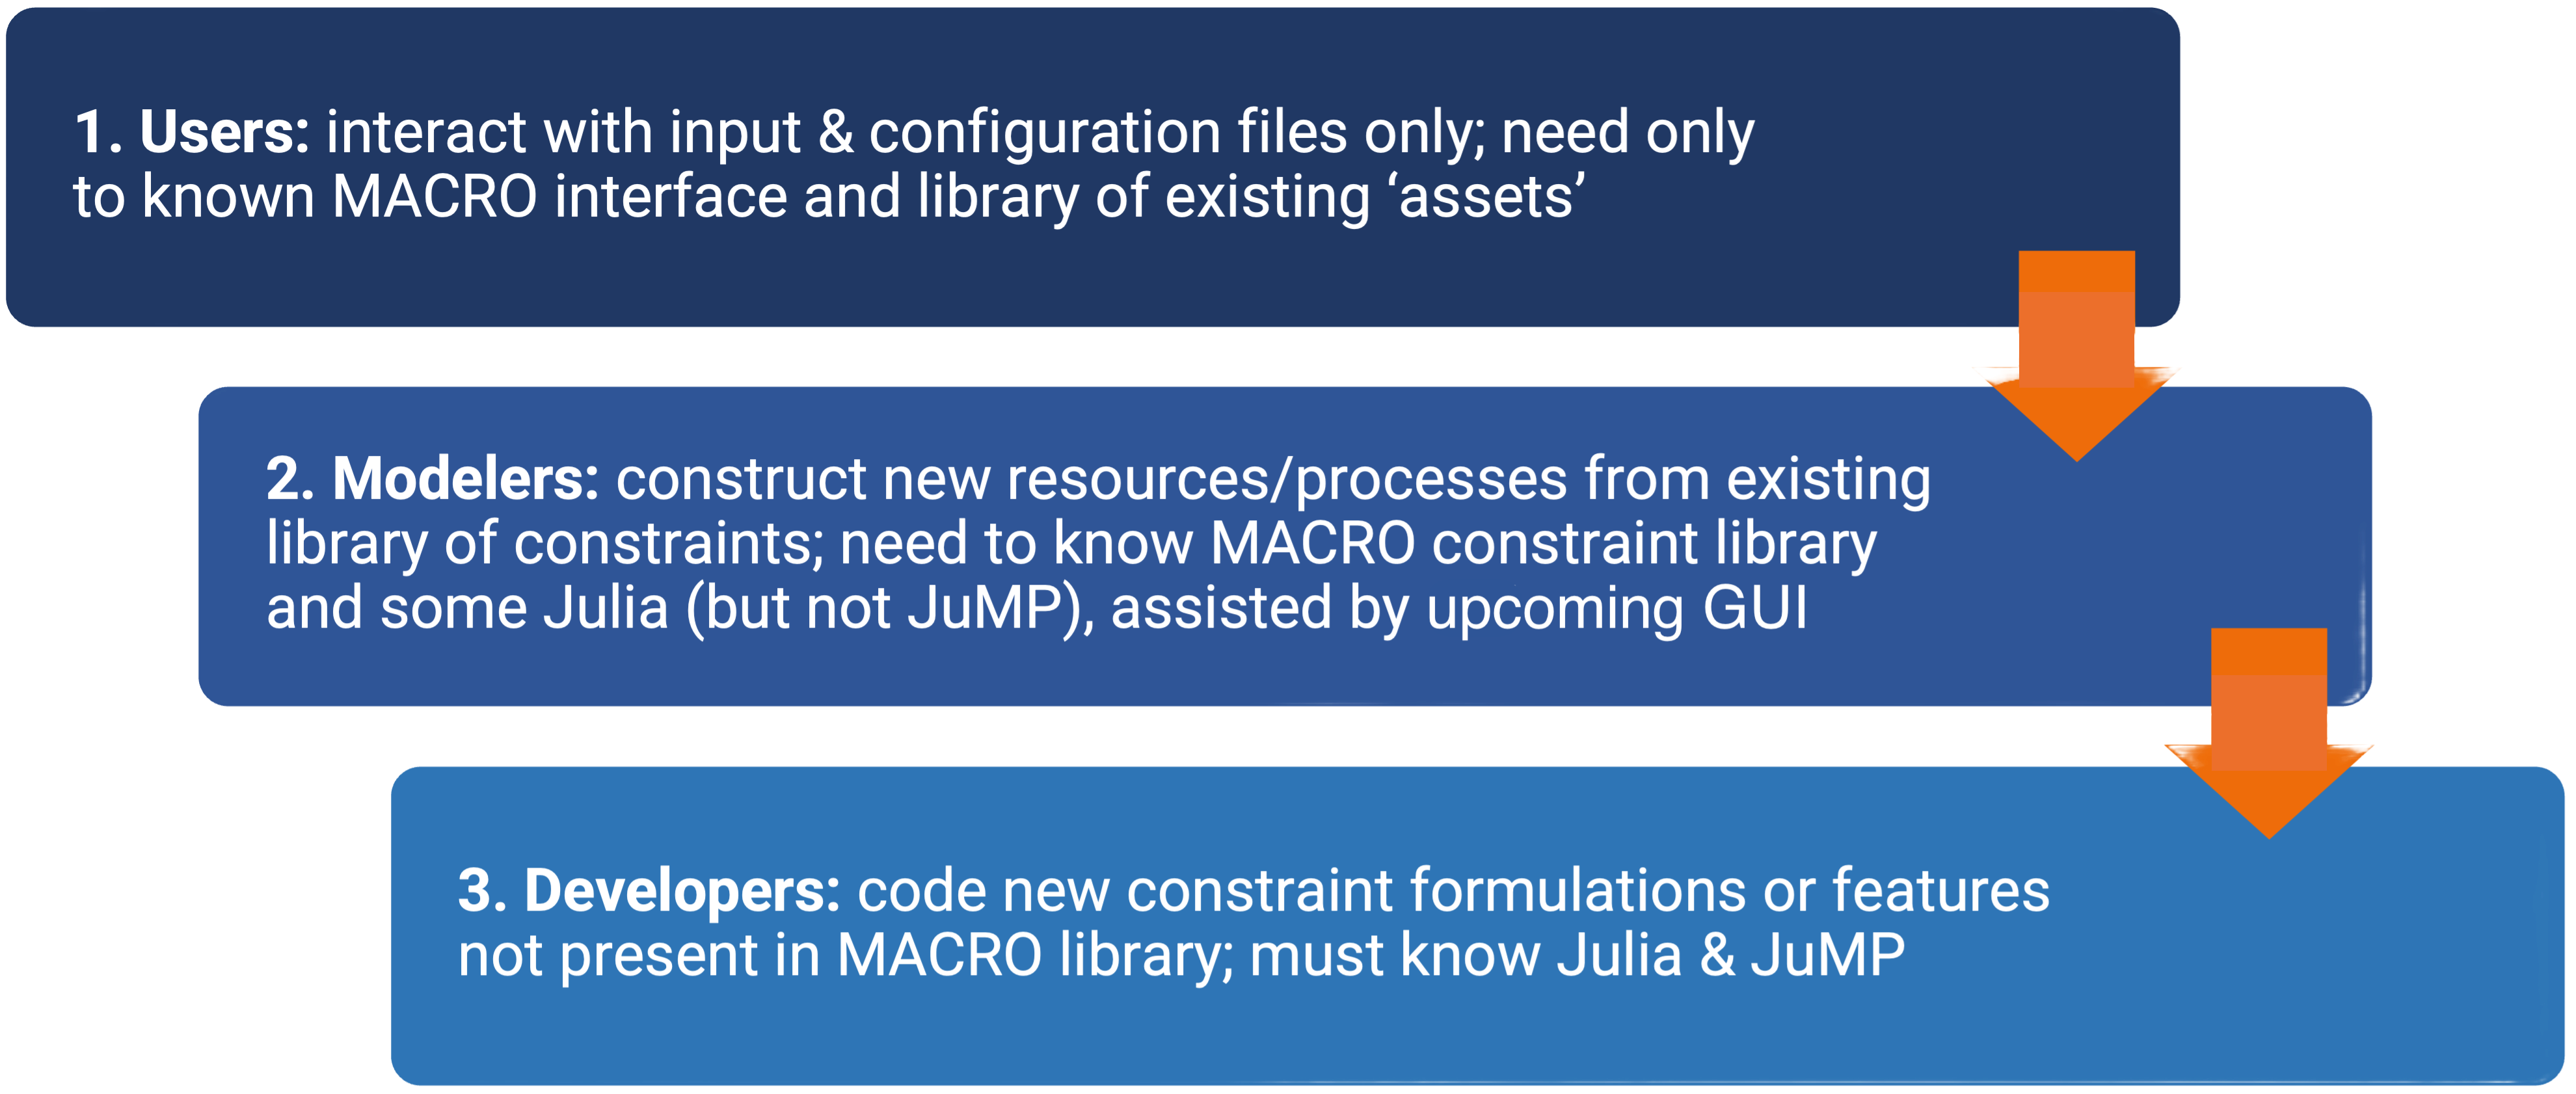 1. Users: interact with input & configuration files only; need only
to known MACRO interface and library of existing ‘assets’
2. Modelers: construct new resources/processes from existing
library of constraints; need to know MACRO constraint library
and some Julia (but not JuMP), assisted by upcoming GUI
3. Developers: code new constraint formulations or features
not present in MACRO library; must know Julia & JuMP